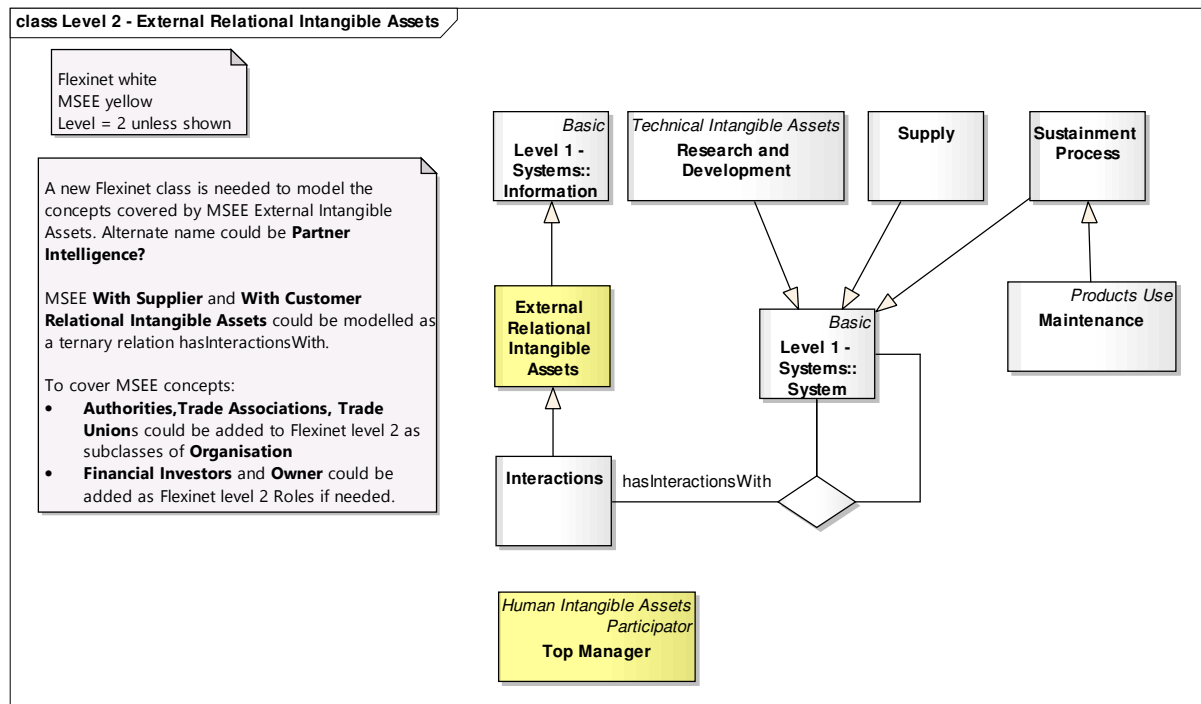 class Level 2 - External Relational Intangible Assets
Flexinet white
MSEE yellow
Level = 2 unless shown
A new Flexinet class is needed to model the
concepts covered by MSEE External Intangible
Assets. Alternate name could be Partner
Intelligence?
MSEE With Supplier and With Customer
Relational Intangible Assets could be modelled as
a ternary relation hasInteractionsWith.
To cover MSEE concepts:
• Authorities,Trade Associations, Trade
Unions could be added to Flexinet level 2 as
subclasses of Organisation
• Financial Investors and Owner could be
added as Flexinet level 2 Roles if needed.
Basic
Level 1 -
Systems::
Information
Technical Intangible Assets
Research and
Development
Supply
Sustainment
Process
External
Relational
Intangible
Assets
Basic
Level 1 -
Systems::
System
Products Use
Maintenance
Interactions
hasInteractionsWith
Human Intangible Assets
Participator
Top Manager